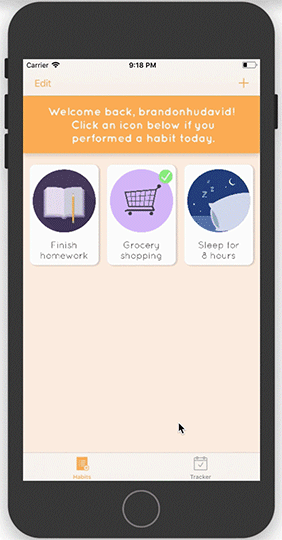 Carrier 9:18 PM
Edit +
Welcome back, brandonhudavid!
Click an icon below if you
performed a habit today.
Finish
homework
Grocery
shopping
z z z
Sleep for
8 hours
Habits
Tracker